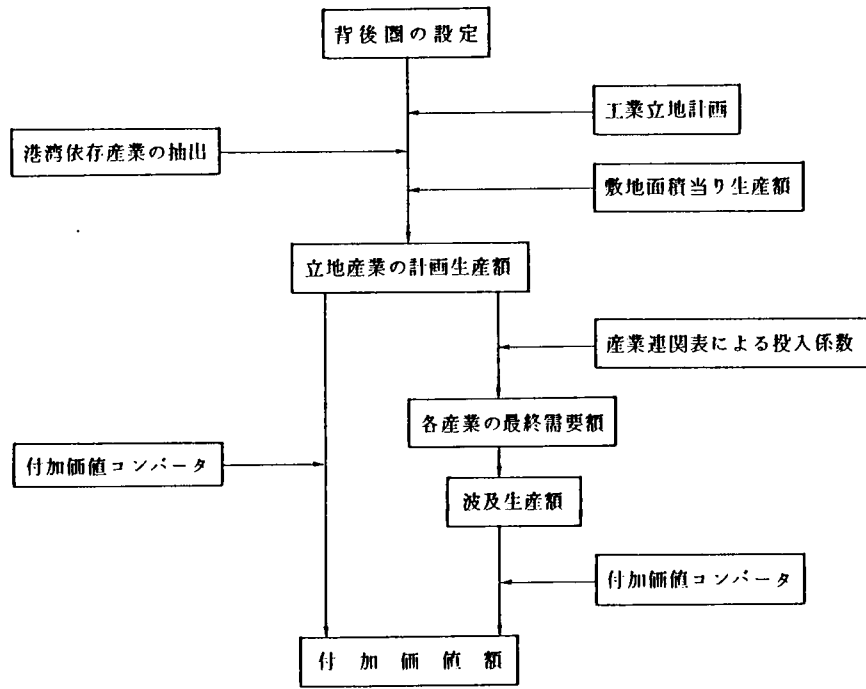 背後圏の設定
工業立地計画
港湾依存産業の抽出
敷地面積当り生産額
立地産業の計画生産額
産業連関表による投入係数
各産業の最終需要額
付加価値コンバータ
波及生産額
付加価値コンバータ
付加価値額